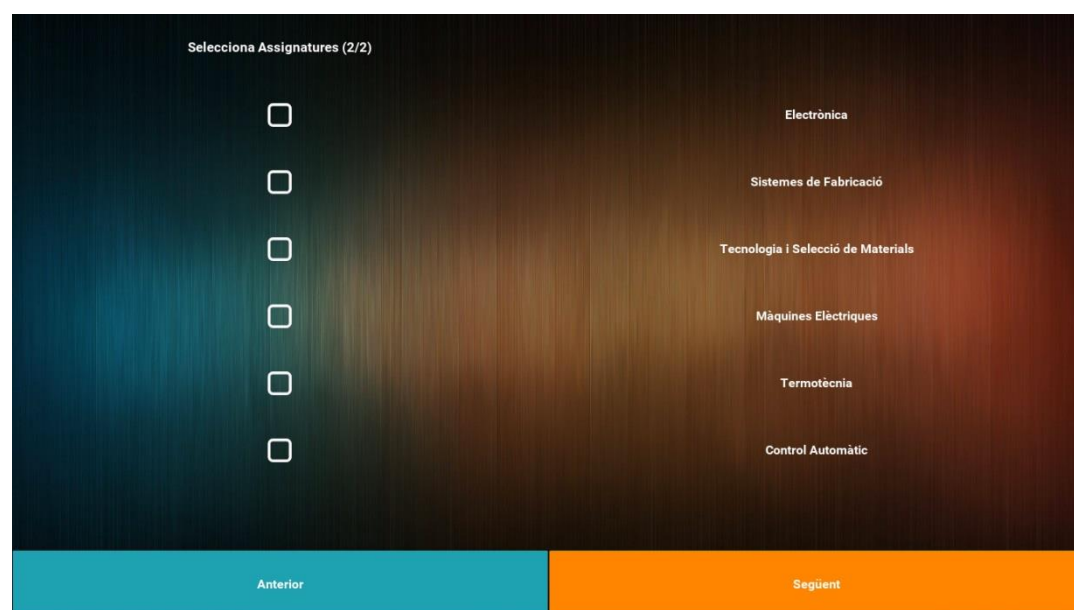 Selecciona Assignatures (2/2)
Electrònica
Sistemes de Fabricació
Tecnologia i Selecció de Materials
Màquines Elèctriques
Termotècnia
Control Automàtic
Anterior
Següent